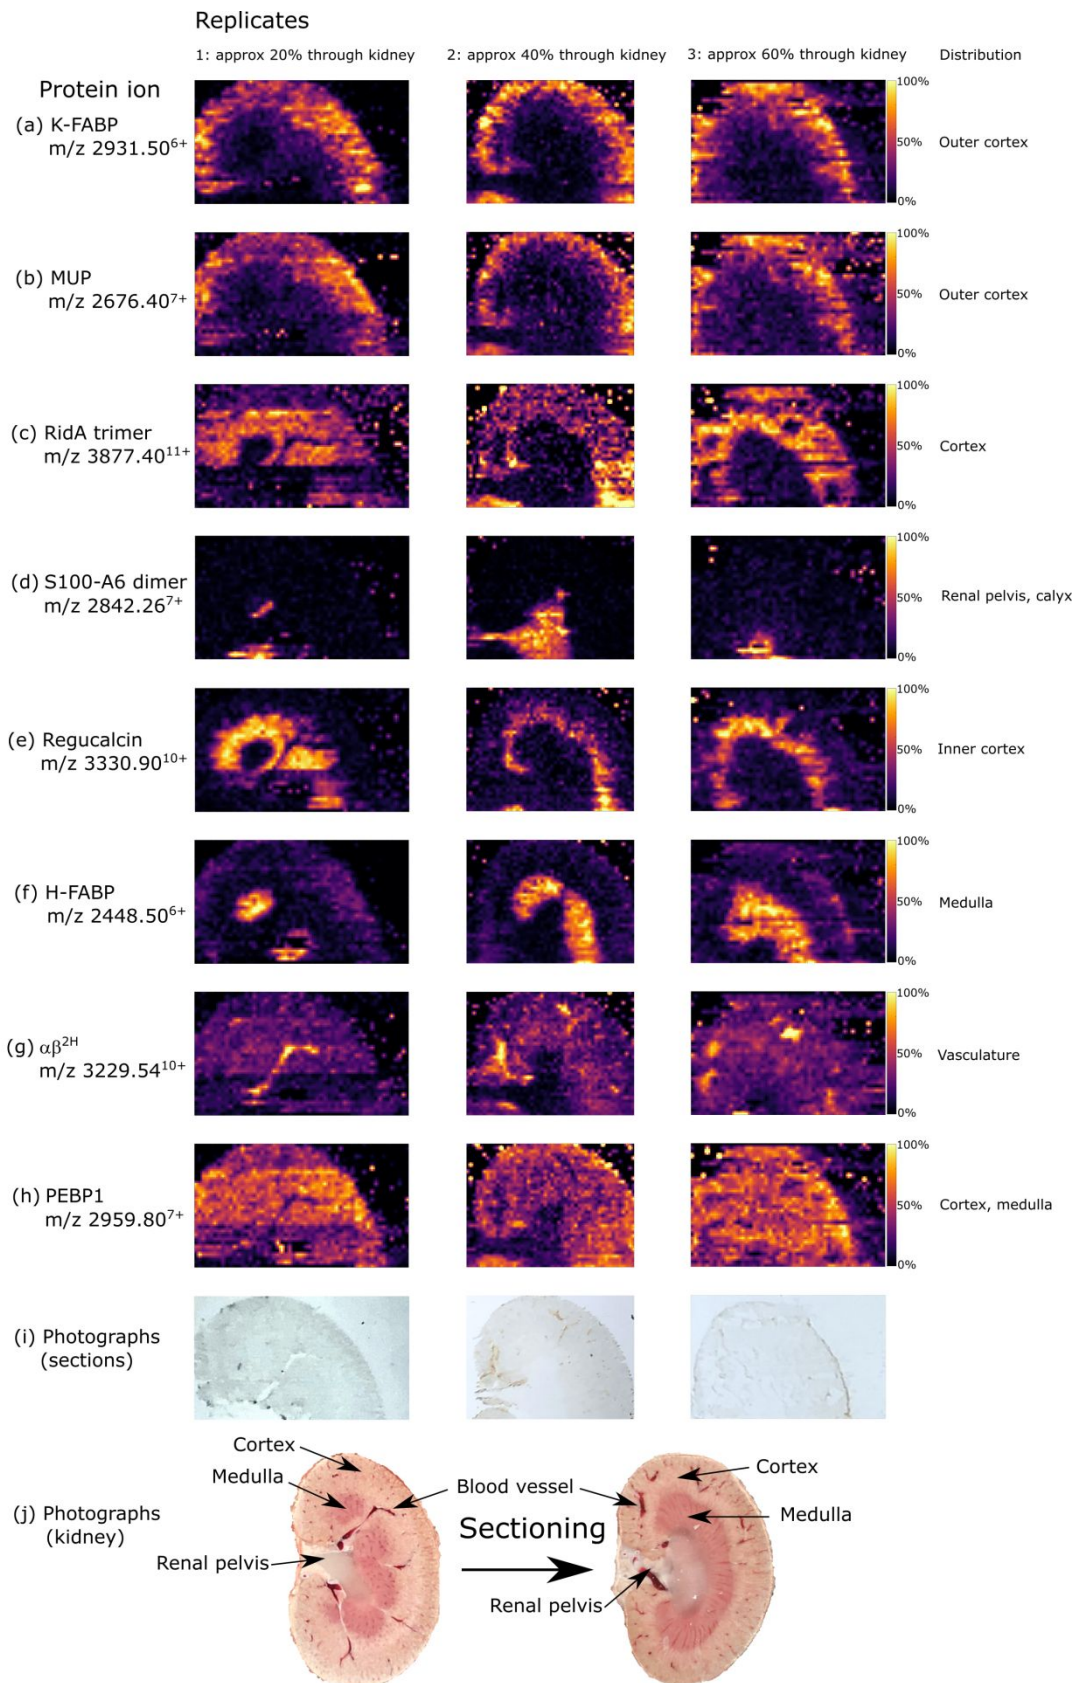 Replicates
1: approx 20% through kidney 2: approx 40% through kidney 3: approx 60% through kidney Distribution
Protein ion
(a) K-FABP
m/z 2931.50⁶⁺
100%
50%
0%
Outer cortex
(b) MUP
m/z 2676.40⁷⁺
100%
50%
0%
Outer cortex
(c) RidA trimer
m/z 3877.40¹¹⁺
100%
50%
0%
Cortex
(d) S100-A6 dimer
m/z 2842.26⁷⁺
100%
50%
0%
Renal pelvis, calyx
(e) Regucalcin
m/z 3330.90¹⁰⁺
100%
50%
0%
Inner cortex
(f) H-FABP
m/z 2448.50⁶⁺
100%
50%
0%
Medulla
(g) αβ²ᴴ
m/z 3229.54¹⁰⁺
100%
50%
0%
Vasculature
(h) PEBP1
m/z 2959.80⁷⁺
100%
50%
0%
Cortex, medulla
(i) Photographs
(sections)
(j) Photographs
(kidney)
Cortex
Medulla
Renal pelvis
Blood vessel
Sectioning
Cortex
Medulla
Renal pelvis